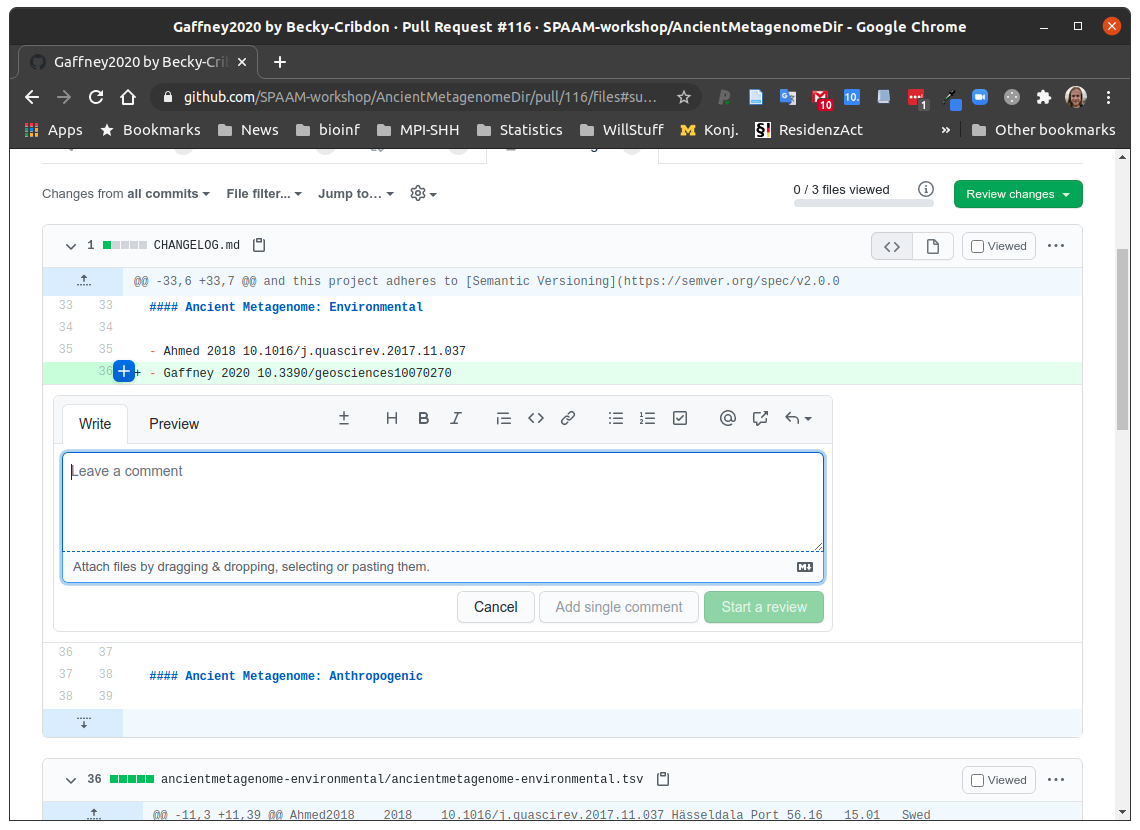 Gaffney2020 by Becky-Cribdon · Pull Request #116 · SPAAM-workshop/AncientMetagenomeDir - Google Chrome
Gaffney2020 by Becky-Cri
github.com/SPAAM-workshop/AncientMetagenomeDir/pull/116/files#su…
10 10. 1
Apps Bookmarks News bioinf MPI-SHH Statistics WillStuff Konj. ResidenzAct » Other bookmarks
Changes from all commits File filter… Jump to… 0 / 3 files viewed Review changes
1 CHANGELOG.md <> Viewed
@@ -33,6 +33,7 @@ and this project adheres to [Semantic Versioning](https://semver.org/spec/v2.0.0
33 33 #### Ancient Metagenome: Environmental
34 34
35 35 - Ahmed 2018 10.1016/j.quascirev.2017.11.037
36 + - Gaffney 2020 10.3390/geosciences10070270
Write Preview H B I <> @
Leave a comment
Attach files by dragging & dropping, selecting or pasting them.
Cancel Add single comment Start a review
36 37
37 38 #### Ancient Metagenome: Anthropogenic
38 39
36 ancientmetagenome-environmental/ancientmetagenome-environmental.tsv Viewed
@@ -11,3 +11,39 @@ Ahmed2018 2018 10.1016/j.quascirev.2017.11.037 Hässeldala Port 56.16 15.01 Swed